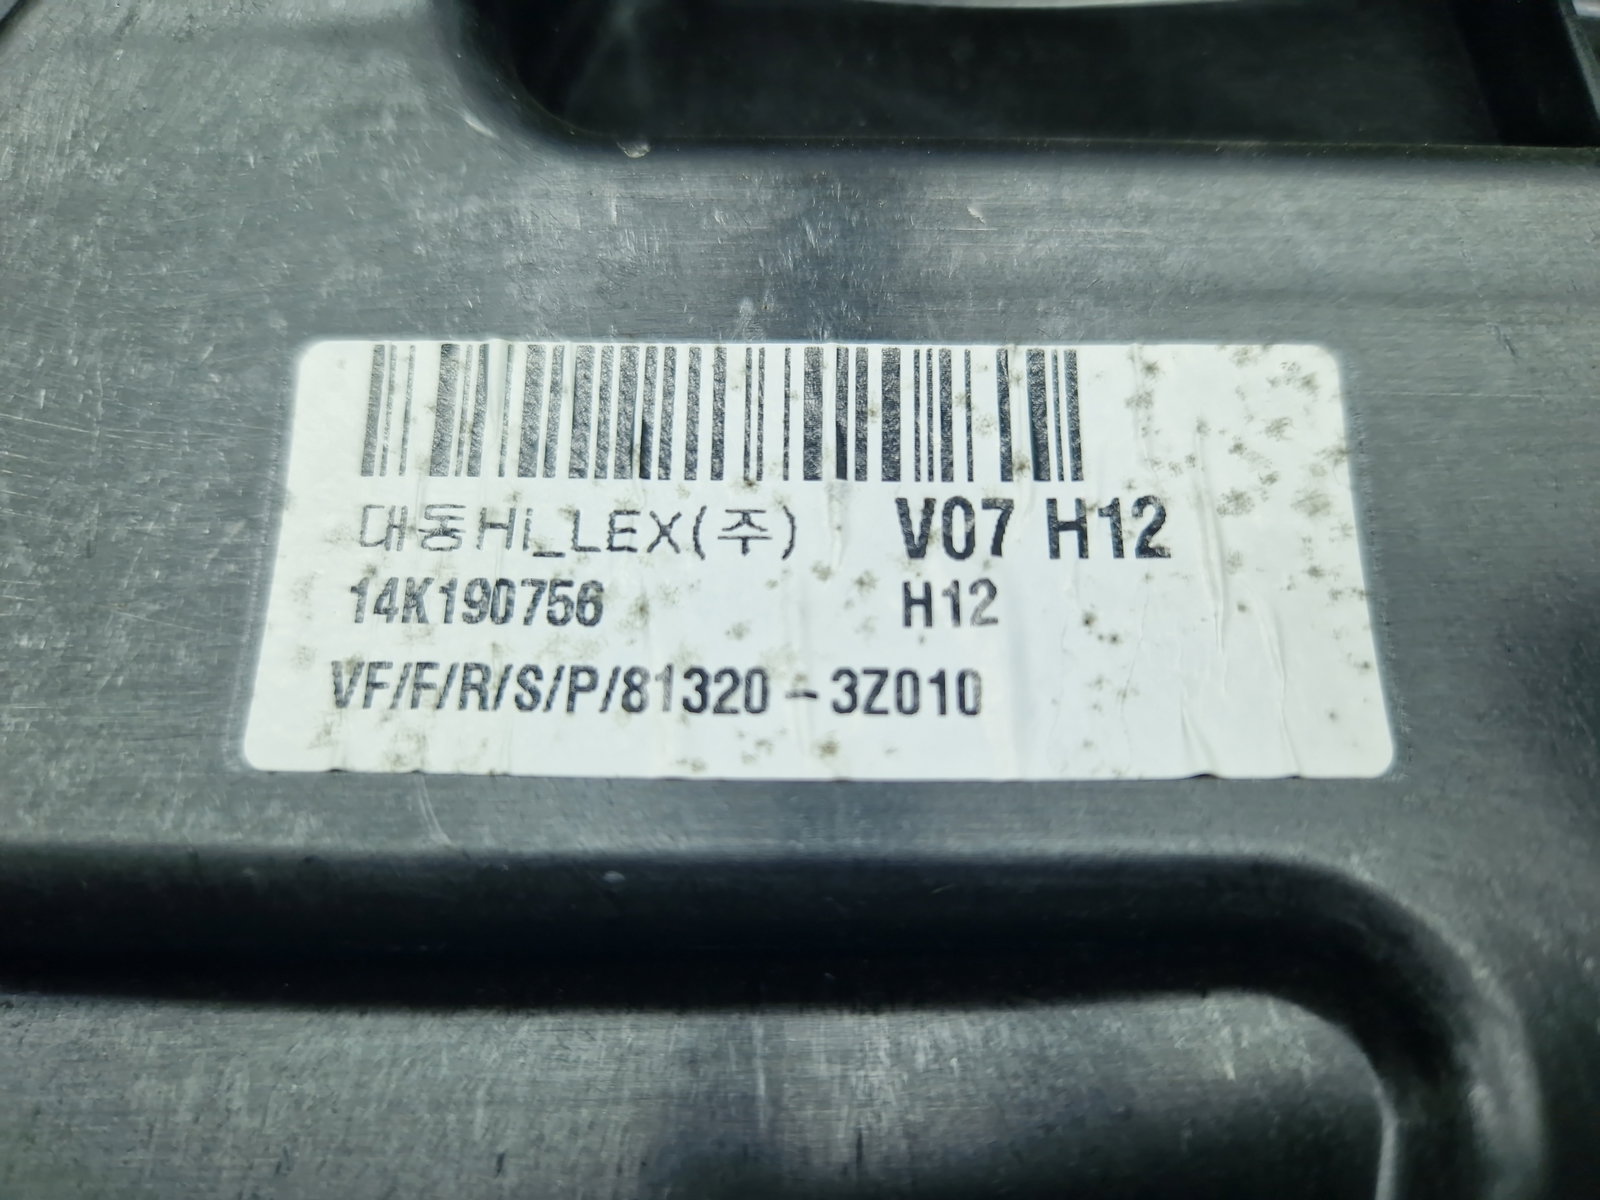 대동Hi_LEX(주) V07 H12
14K190756 H12
VF/F/R/S/P/81320-3Z010